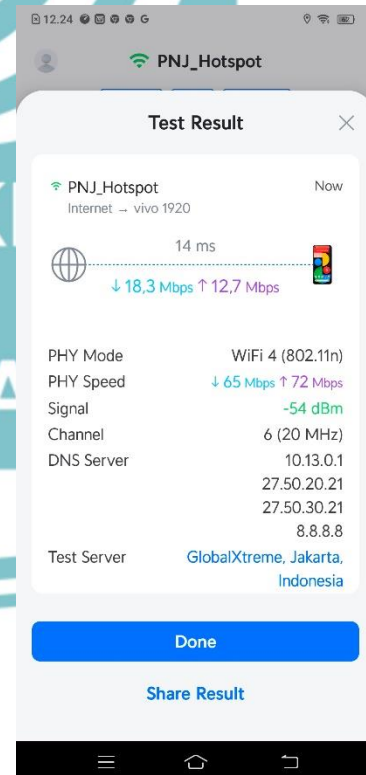 12.24
PNJ_Hotspot
Test Result
PNJ_Hotspot Now
Internet → vivo 1920
14 ms
↓ 18,3 Mbps ↑ 12,7 Mbps
PHY Mode WiFi 4 (802.11n)
PHY Speed ↓ 65 Mbps ↑ 72 Mbps
Signal -54 dBm
Channel 6 (20 MHz)
DNS Server 10.13.0.1
27.50.20.21
27.50.30.21
8.8.8.8
Test Server GlobalXtreme, Jakarta,
Indonesia
Done
Share Result